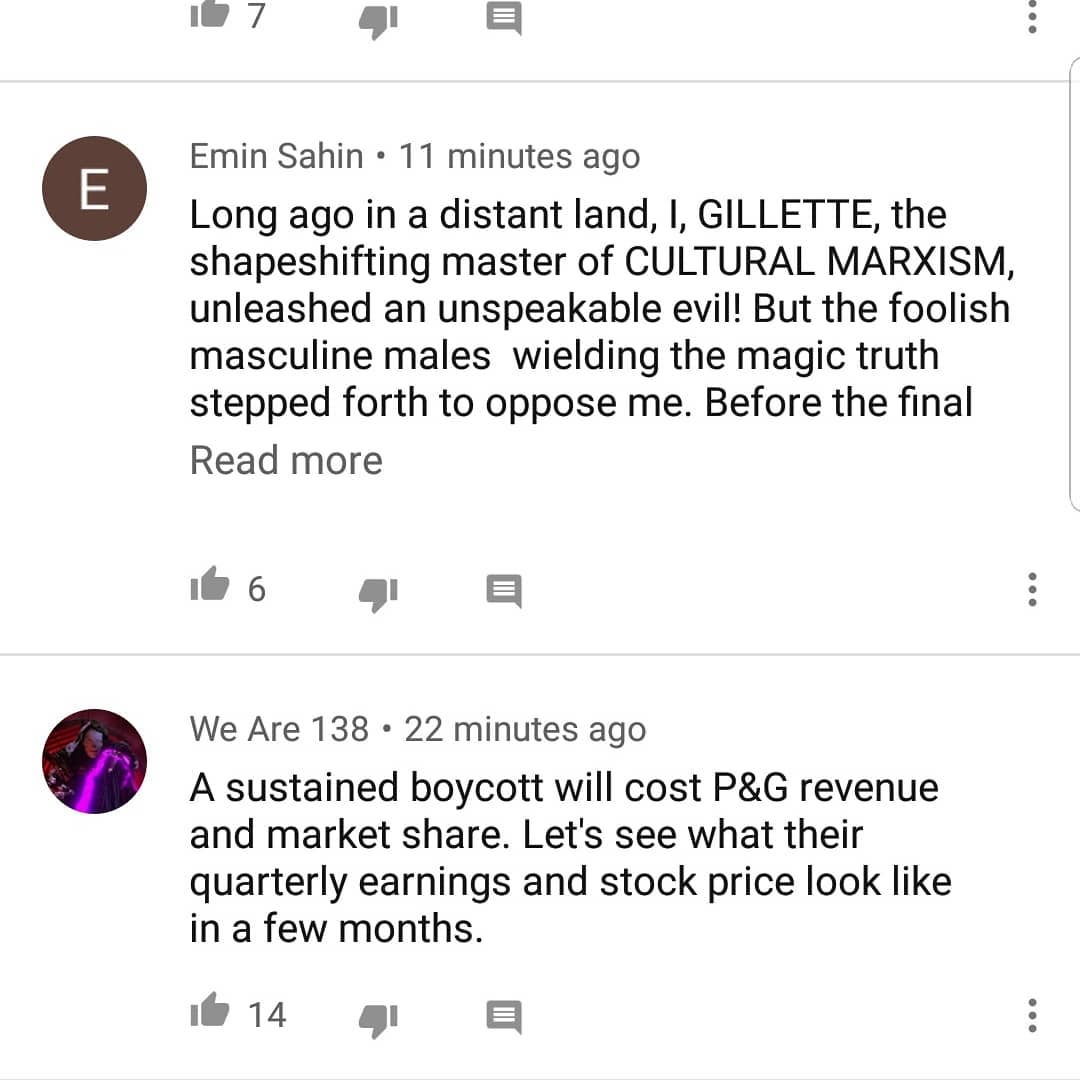 7
E
Emin Sahin • 11 minutes ago
Long ago in a distant land, I, GILLETTE, the
shapeshifting master of CULTURAL MARXISM,
unleashed an unspeakable evil! But the foolish
masculine males  wielding the magic truth
stepped forth to oppose me. Before the final
Read more
6
We Are 138 • 22 minutes ago
A sustained boycott will cost P&G revenue
and market share. Let's see what their
quarterly earnings and stock price look like
in a few months.
14